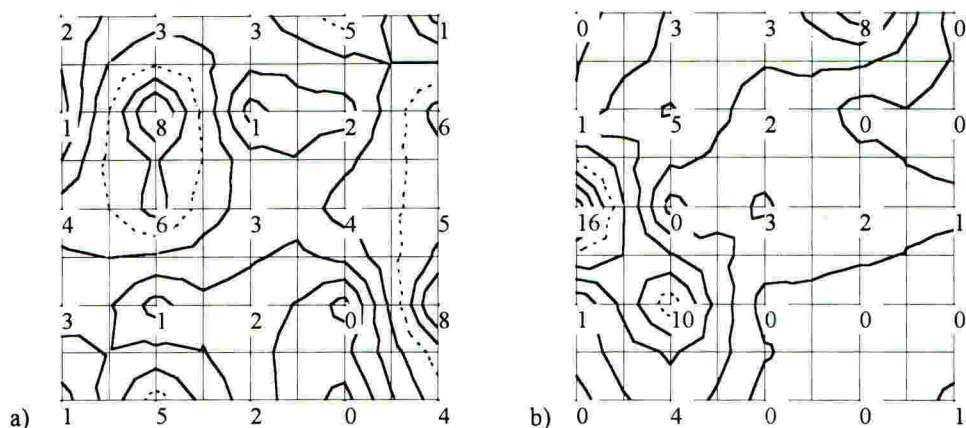 2 3 3 5 1 0 3 3 8 0
1 8 1 2 6 1 5 2 0 0
4 6 3 4 5 16 0 3 2 1
3 1 2 0 8 1 10 0 0 0
a) 1 5 2 0 4 b) 0 4 0 0 1